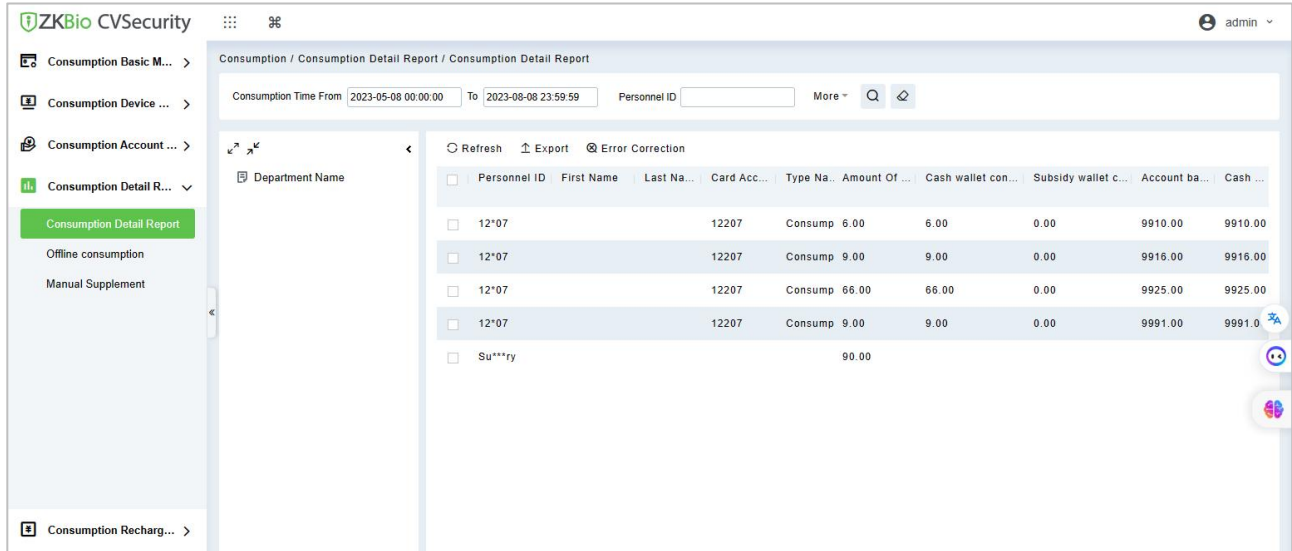 ZKBio CVSecurity
admin
Consumption Basic M...
Consumption Device ...
Consumption Account ...
Consumption Detail R...
Consumption Detail Report
Offline consumption
Manual Supplement
Consumption Recharg...
Consumption / Consumption Detail Report / Consumption Detail Report
Consumption Time From 2023-05-08 00:00:00 To 2023-08-08 23:59:59 Personnel ID More
Department Name
Refresh Export Error Correction
Personnel ID First Name Last Na... Card Acc... Type Na.. Amount Of ... Cash wallet con... Subsidy wallet c... Account ba... Cash ...
12*07 12207 Consump 6.00 6.00 0.00 9910.00 9910.00
12*07 12207 Consump 9.00 9.00 0.00 9916.00 9916.00
12*07 12207 Consump 66.00 66.00 0.00 9925.00 9925.00
12*07 12207 Consump 9.00 9.00 0.00 9991.00 9991.0
Su***ry 90.00